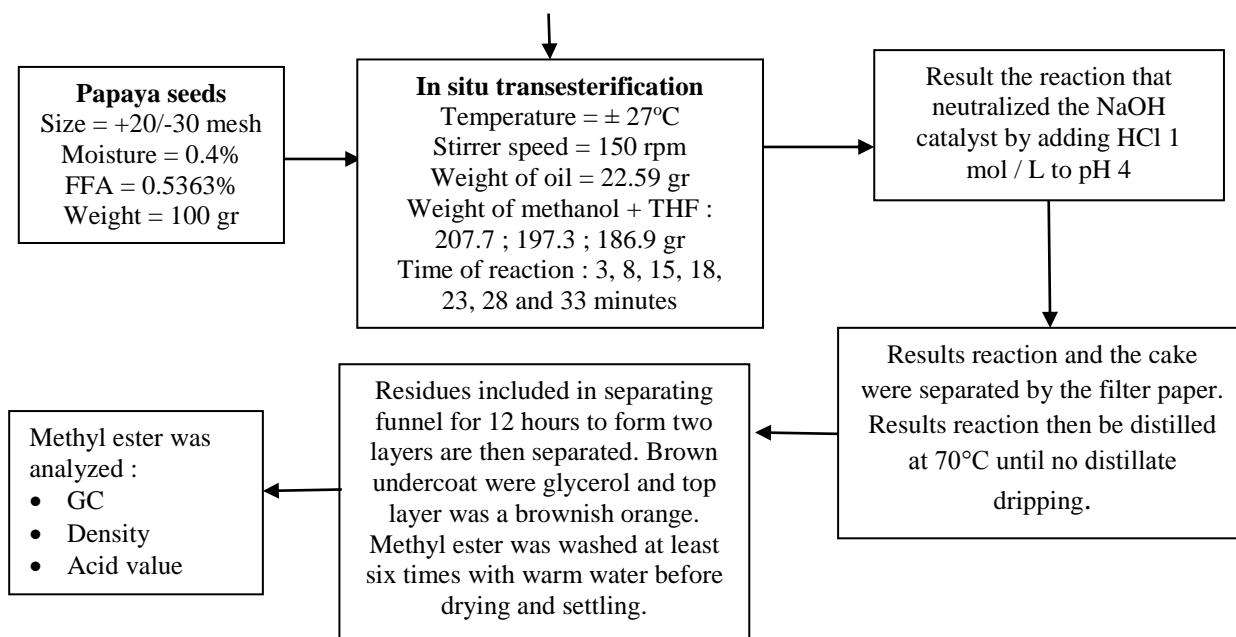 Papaya seeds
Size = +20/-30 mesh
Moisture = 0.4%
FFA = 0.5363%
Weight = 100 gr
In situ transesterification
Temperature = ± 27°C
Stirrer speed = 150 rpm
Weight of oil = 22.59 gr
Weight of methanol + THF :
207.7 ; 197.3 ; 186.9 gr
Time of reaction : 3, 8, 15, 18,
23, 28 and 33 minutes
Result the reaction that
neutralized the NaOH
catalyst by adding HCl 1
mol / L to pH 4
Results reaction and the cake
were separated by the filter paper.
Results reaction then be distilled
at 70°C until no distillate
dripping.
Residues included in separating
funnel for 12 hours to form two
layers are then separated. Brown
undercoat were glycerol and top
layer was a brownish orange.
Methyl ester was washed at least
six times with warm water before
drying and settling.
Methyl ester was
analyzed :
• GC
• Density
• Acid value